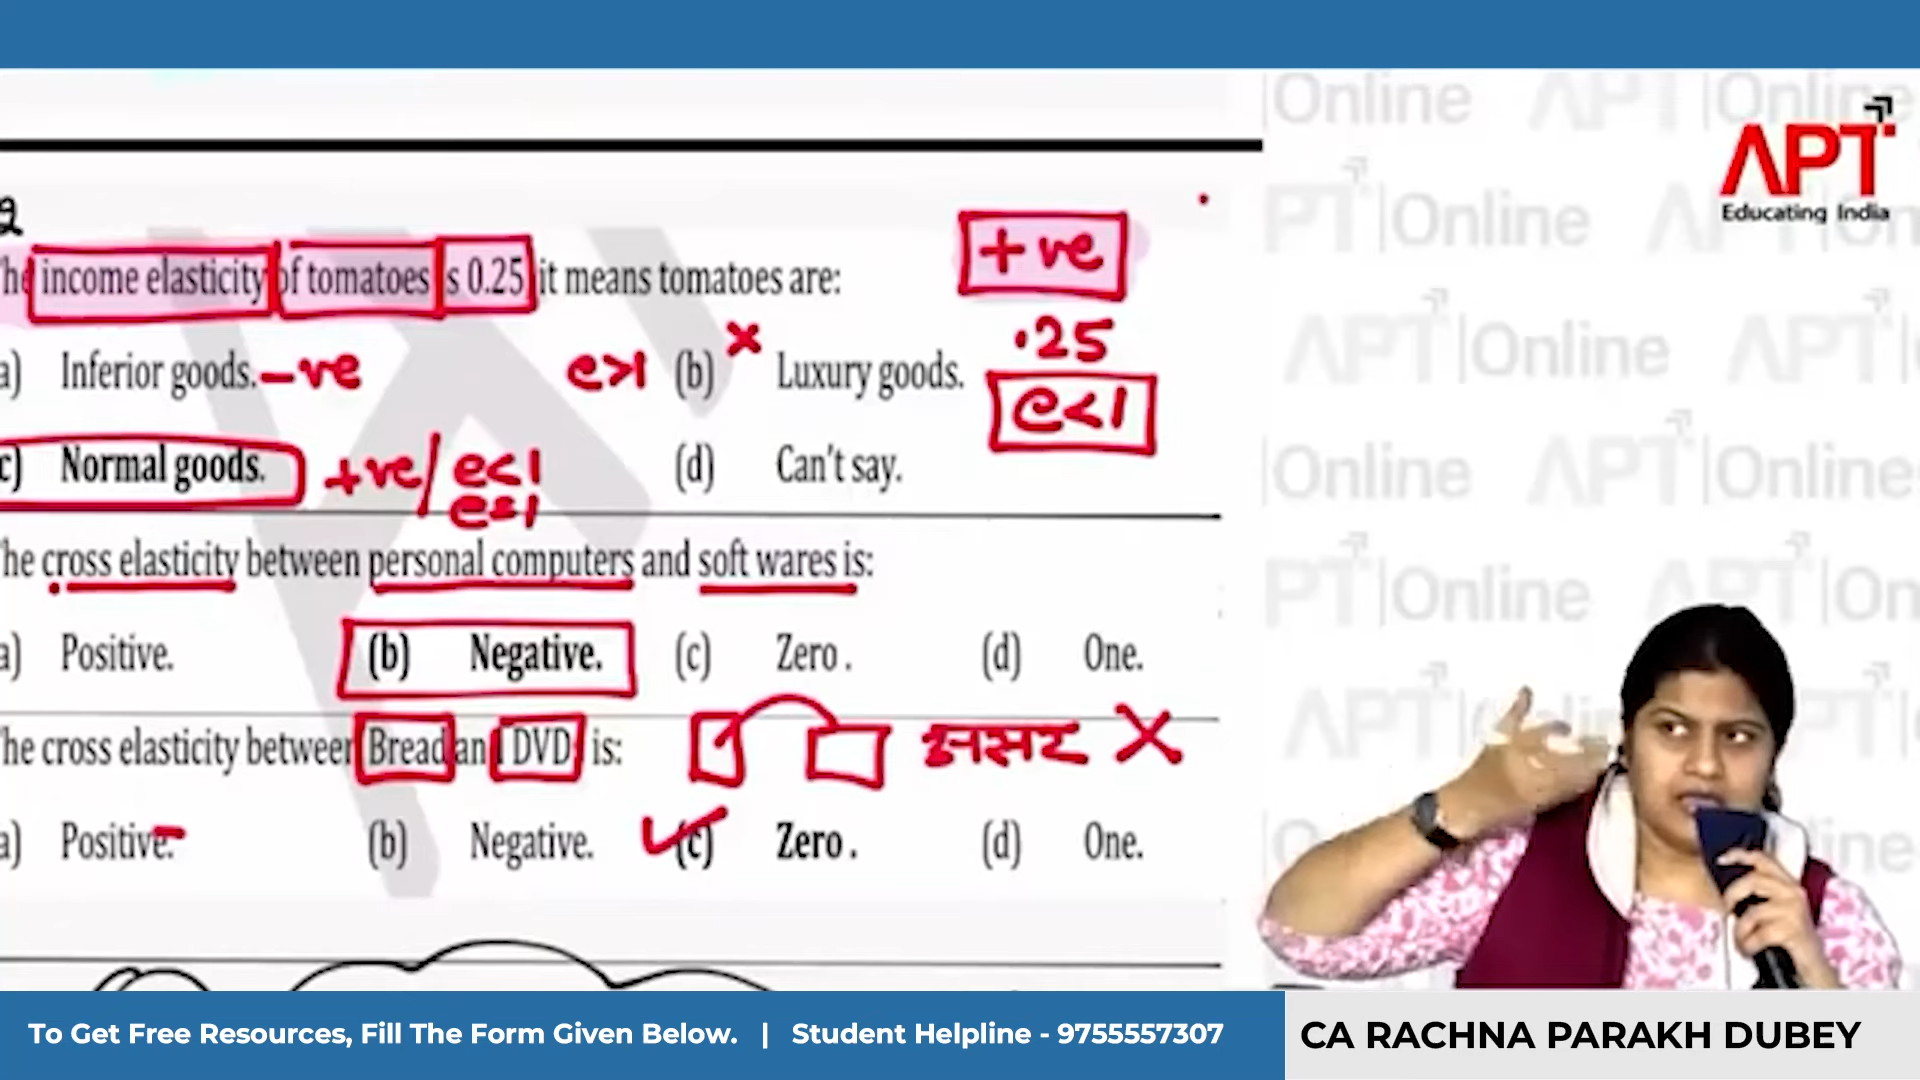 he income elasticity of tomatoes is 0.25 it means tomatoes are:
+ve
.25
e<1
a) Inferior goods. -ve
e>1 (b) × Luxury goods.
c) Normal goods. +ve/ e<1
e=1
(d) Can't say.
he cross elasticity between personal computers and soft wares is:
a) Positive. (b) Negative. (c) Zero . (d) One.
he cross elasticity between Bread and DVD is: असर ×
a) Positive. (b) Negative. (c) Zero . (d) One.
APT
Educating India
To Get Free Resources, Fill The Form Given Below. | Student Helpline - 9755557307
CA RACHNA PARAKH DUBEY